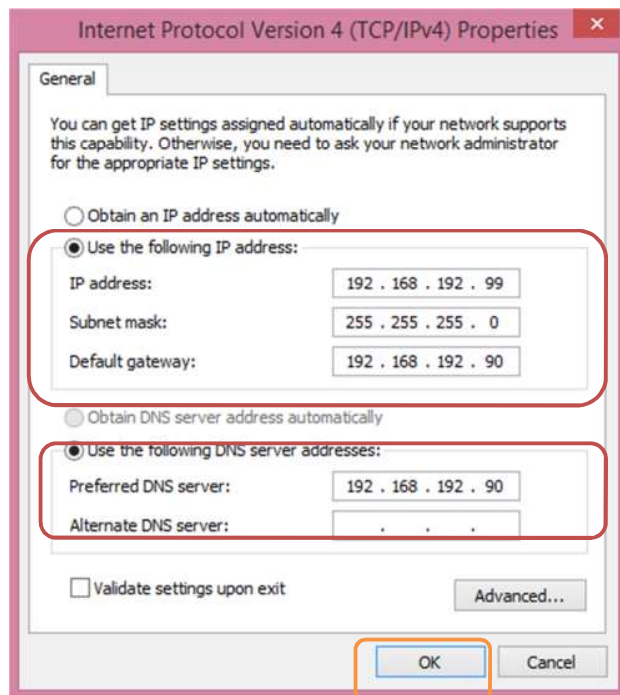 Internet Protocol Version 4 (TCP/IPv4) Properties
General
You can get IP settings assigned automatically if your network supports
this capability. Otherwise, you need to ask your network administrator
for the appropriate IP settings.
Obtain an IP address automatically
Use the following IP address:
IP address: 192 . 168 . 192 . 99
Subnet mask: 255 . 255 . 255 . 0
Default gateway: 192 . 168 . 192 . 90
Obtain DNS server address automatically
Use the following DNS server addresses:
Preferred DNS server: 192 . 168 . 192 . 90
Alternate DNS server: . . .
Validate settings upon exit
Advanced...
OK Cancel